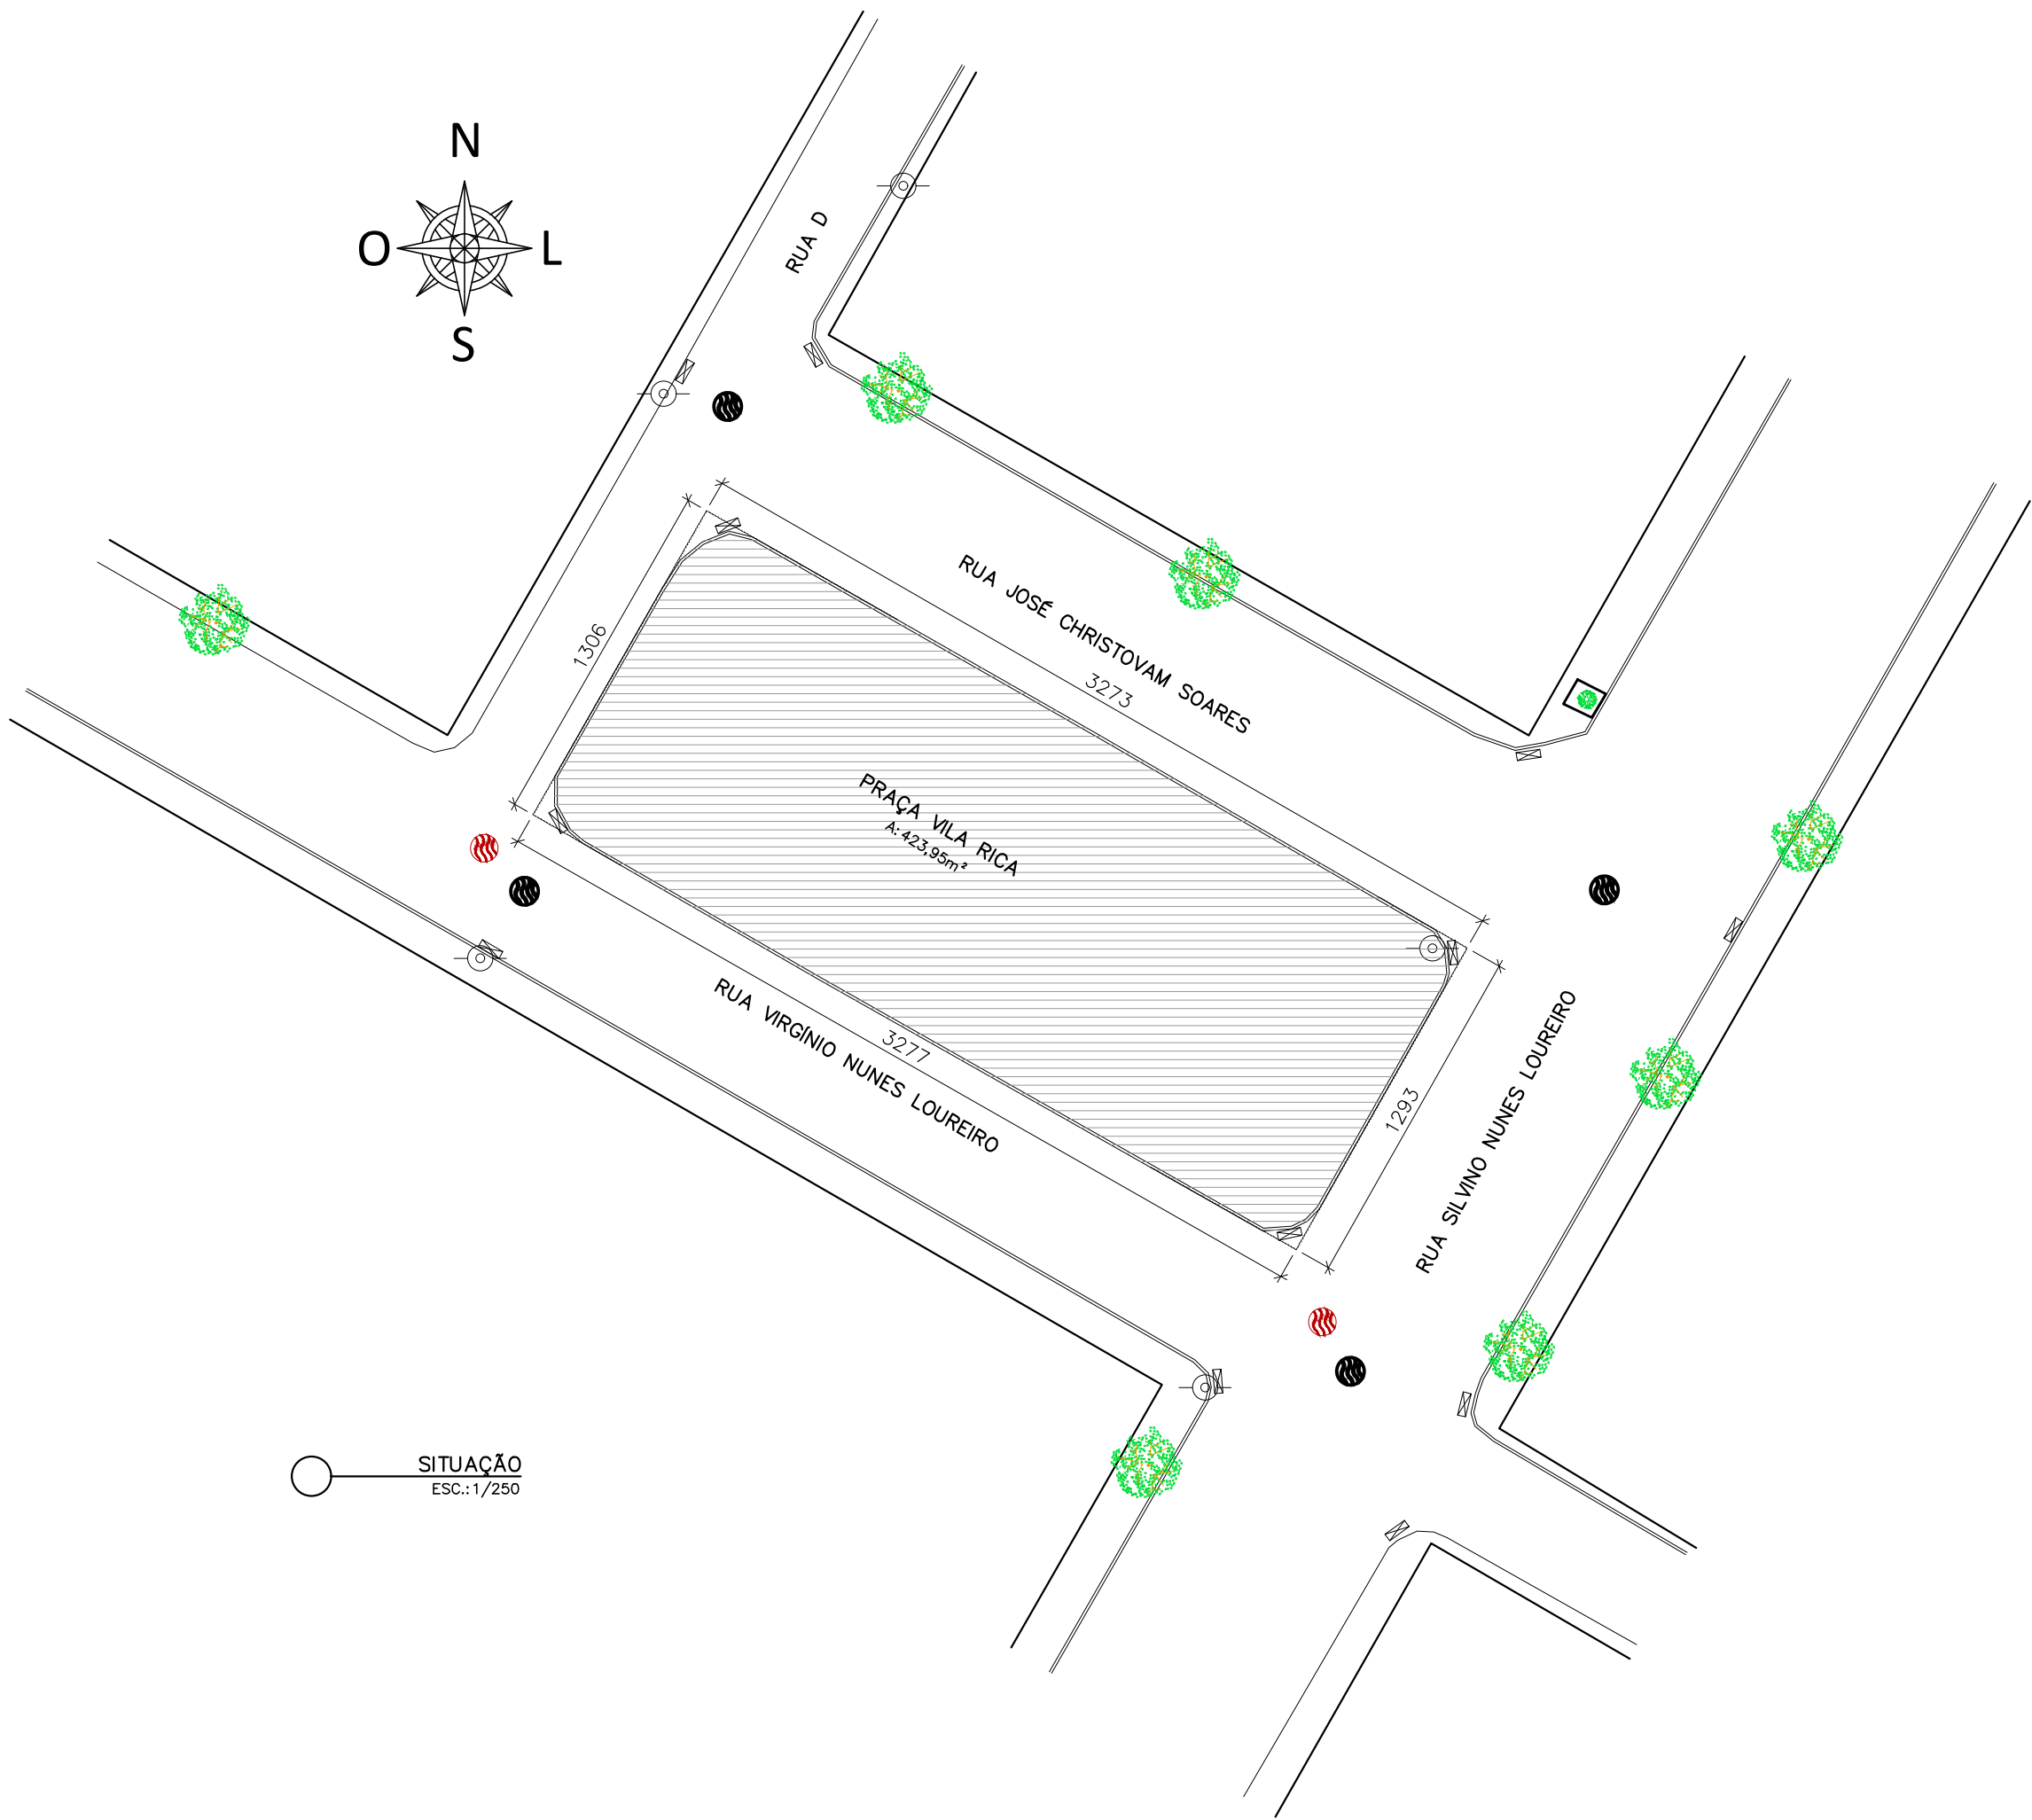 N
O
L
S
RUA D
1306
RUA JOSÉ CHRISTOVAM SOARES
3273
PRAÇA VILA RICA
A: 423,95m²
RUA VIRGÍNIO NUNES LOUREIRO
3277
1293
RUA SILVINO NUNES LOUREIRO
SITUAÇÃO
ESC.: 1/250